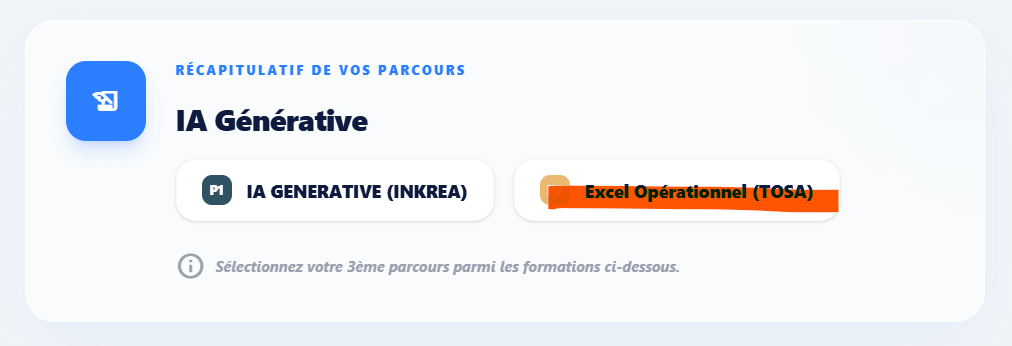 RÉCAPITULATIF DE VOS PARCOURS
IA Générative
P1 IA GENERATIVE (INKREA)
Excel Opérationnel (TOSA)
Sélectionnez votre 3ème parcours parmi les formations ci-dessous.